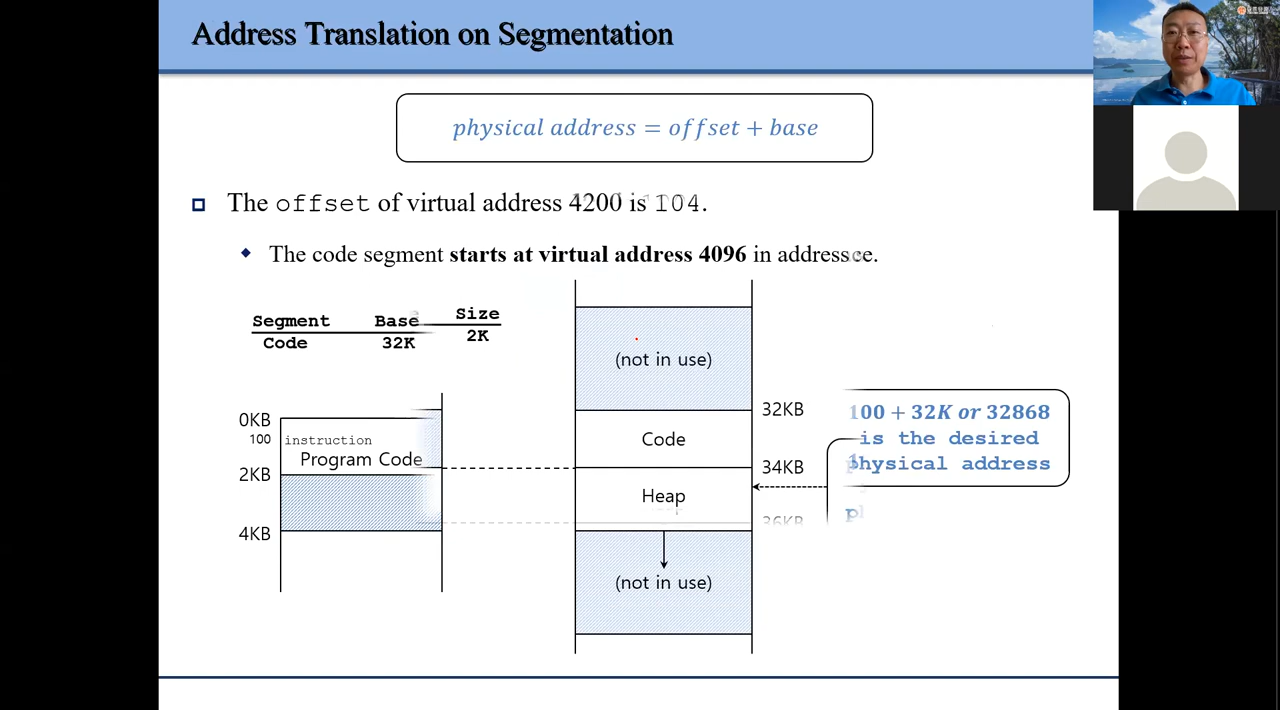 Address Translation on Segmentation
physical address = offset + base
The offset of virtual address 4200 is 104.
The code segment starts at virtual address 4096 in address
Segment Base Size
Code 32K 2K
0KB
100 instruction
Program Code
2KB
4KB
(not in use)
32KB
Code
34KB
Heap
36KB
(not in use)
100 + 32K or 32868
is the desired
physical address